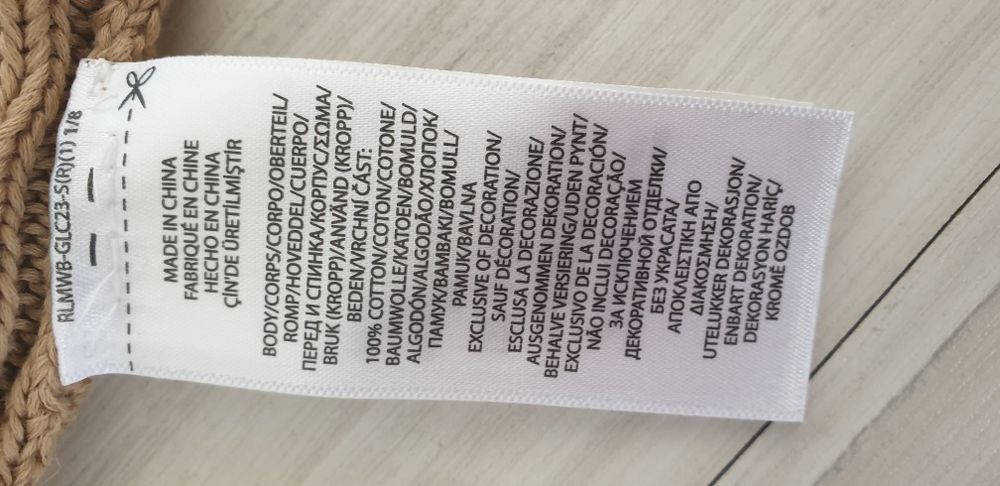 RLMWB-GLC23-S(R)(1) 1/8
MADE IN CHINA
FABRIQUÉ EN CHINE
HECHO EN CHINA
ÇİN'DE ÜRETİLMİŞTİR
BODY/CORPS/CORPO/OBERTEIL/
ROMP/HOVEDDEL/CUERPO/
ПЕРЕД И СПИНКА/КОРПУС/ΣΩΜΑ/
BRUK (KROPP)/ANVÄND (KROPP)/
BEDEN/VRCHNÍ ČÁST:
100% COTTON/COTON/COTONE/
BAUMWOLLE/KATOEN/BOMULD/
ALGODÓN/ALGODÃO/ХЛОПОК/
ПАМУК/ΒΑΜΒΑΚΙ/BOMULL/
PAMUK/BAVLNA
EXCLUSIVE OF DECORATION/
SAUF DÉCORATION/
ESCLUSA LA DECORAZIONE/
AUSGENOMMEN DEKORATION/
BEHALVE VERSIERING/UDEN PYNT/
EXCLUSIVO DE LA DECORACIÓN/
NÃO INCLUI DECORAÇÃO/
ЗА ИСКЛЮЧЕНИЕМ
ДЕКОРАТИВНОЙ ОТДЕЛКИ/
БЕЗ УКРАСАТА/
ΑΠΟΚΛΕΙΣΤΙΚΗ ΑΠΟ
ΔΙΑΚΟΣΜΗΣΗ/
UTELUKKER DEKORASJON/
ENBART DEKORATION/
DEKORASYON HARİÇ/
KROMĚ OZDOB